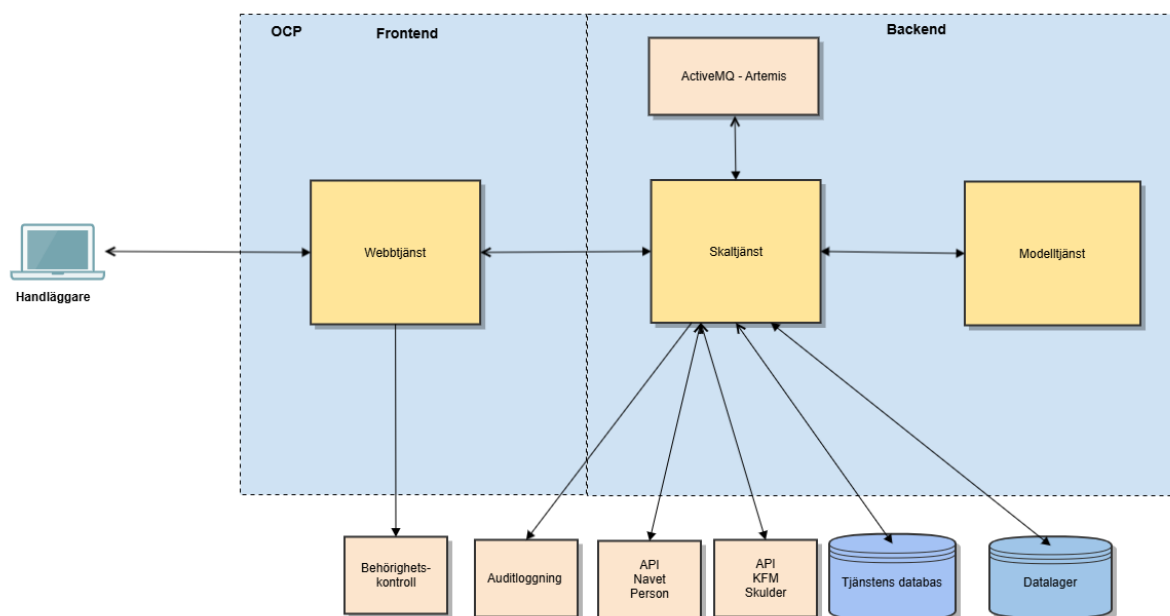 OCP
Frontend
Backend
ActiveMQ - Artemis
Webbtjänst
Skaltjänst
Modelltjänst
Handläggare
Behörighets-
kontroll
Auditloggning
API
Navet
Person
API
KFM
Skulder
Tjänstens databas
Datalager